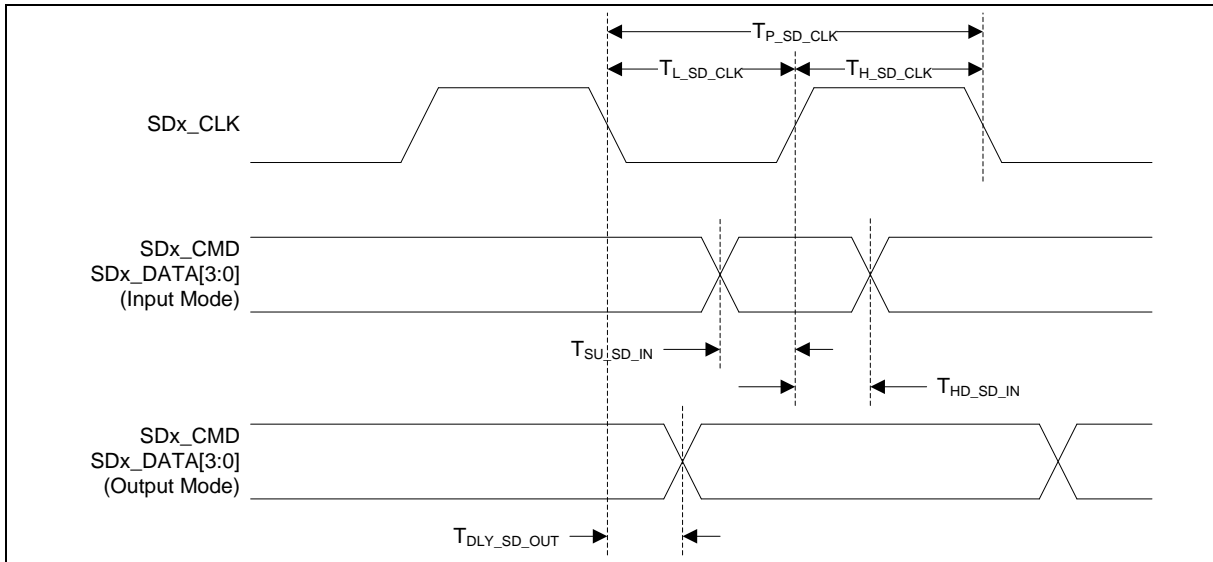 T_P_SD_CLK
T_L_SD_CLK
T_H_SD_CLK
SDx_CLK
SDx_CMD
SDx_DATA[3:0]
(Input Mode)
T_SU_SD_IN
T_HD_SD_IN
SDx_CMD
SDx_DATA[3:0]
(Output Mode)
T_DLY_SD_OUT